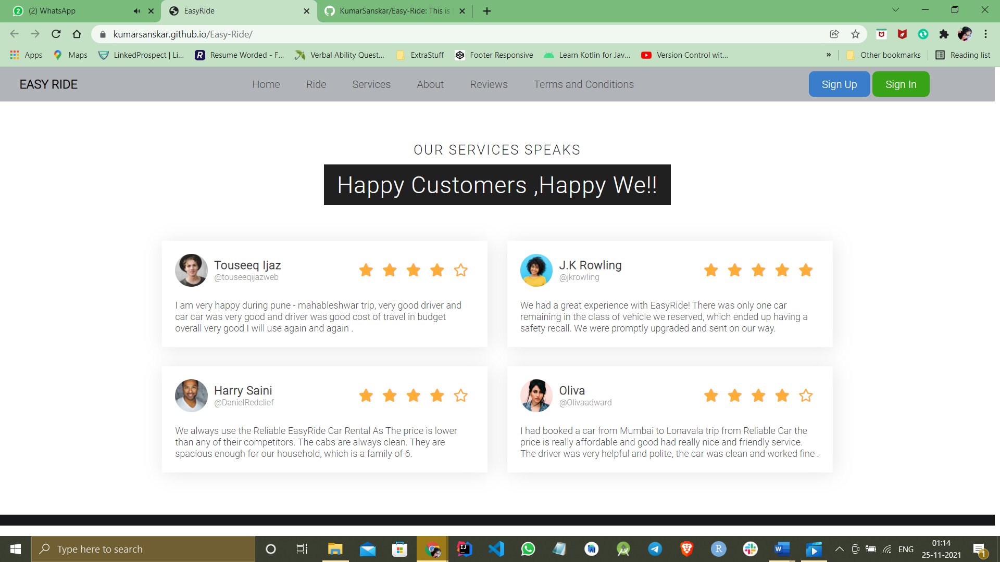 (2) WhatsApp
EasyRide
KumarSanskar/Easy-Ride: This is
kumarsanskar.github.io/Easy-Ride/
Apps
Maps
LinkedProspect | Li...
Resume Worded - F...
Verbal Ability Quest...
ExtraStuff
Footer Responsive
Learn Kotlin for Jav...
Version Control wit...
»
Other bookmarks
Reading list
EASY RIDE
Home
Ride
Services
About
Reviews
Terms and Conditions
Sign Up
Sign In
OUR SERVICES SPEAKS
Happy Customers ,Happy We!!
Touseeq Ijaz
@touseeqijazweb
I am very happy during pune - mahableshwar trip, very good driver and
car car was very good and driver was good cost of travel in budget
overall very good I will use again and again .
J.K Rowling
@jkrowling
We had a great experience with EasyRide! There was only one car
remaining in the class of vehicle we reserved, which ended up having a
safety recall. We were promptly upgraded and sent on our way.
Harry Saini
@DanielRedclief
We always use the Reliable EasyRide Car Rental As The price is lower
than any of their competitors. The cabs are always clean. They are
spacious enough for our household, which is a family of 6.
Oliva
@Olivaadward
I had booked a car from Mumbai to Lonavala trip from Reliable Car the
price is really affordable and good had really nice and friendly service.
The driver was very helpful and polite, the car was clean and worked fine .
Type here to search
ENG
01:14
25-11-2021
1